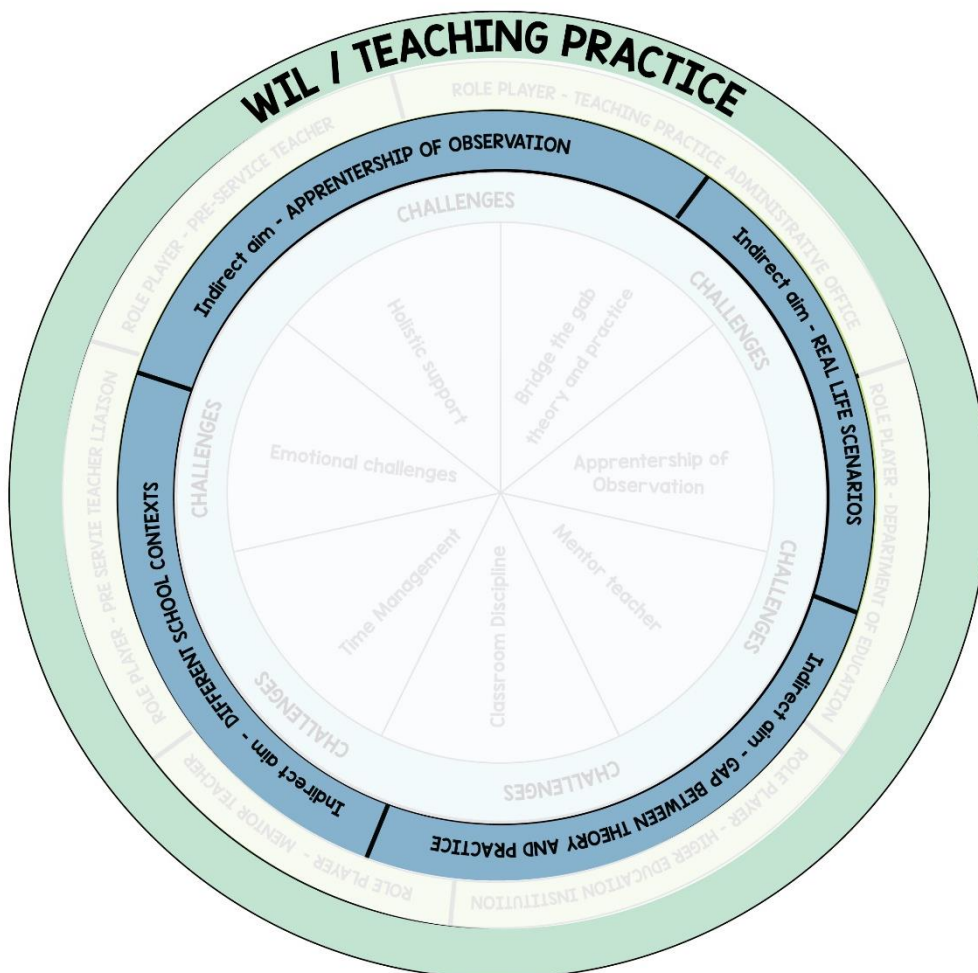 WIL / TEACHING PRACTICE
ROLE PLAYER - PRE-SERVICE TEACHER
ROLE PLAYER - TEACHING PRACTICE ADMINISTRATIVE OFFICE
ROLE PLAYER - DEPARTMENT OF EDUCATION
ROLE PLAYER - HIGER EDUCATION INSTITUTION
ROLE PLAYER - MENTOR TEACHER
ROLE PLAYER - PRE SERVIE TEACHER LIAISON
Indirect aim - APPRENTERSHIP OF OBSERVATION
Indirect aim - REAL LIFE SCENARIOS
Indirect aim - GAP BETWEEN THEORY AND PRACTICE
Indirect aim - DIFFERENT SCHOOL CONTEXTS
CHALLENGES
CHALLENGES
CHALLENGES
CHALLENGES
CHALLENGES
CHALLENGES
Holistic support
Bridge the gab
theory and practice
Apprentership of
Observation
Mentor teacher
Classroom Discipline
Time Management
Emotional challenges